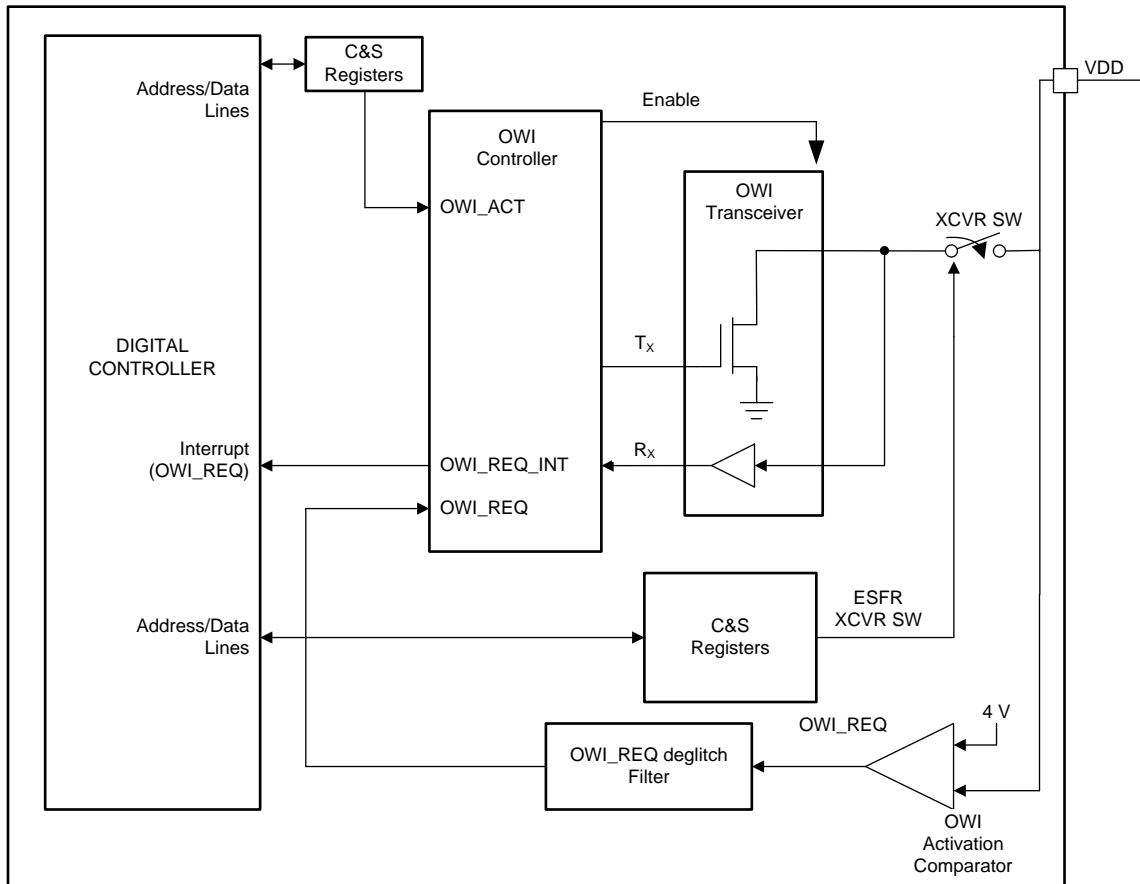 C&S
Registers
Address/Data
Lines
VDD
Enable
OWI
Controller
OWI_ACT
OWI
Transceiver
XCVR SW
DIGITAL
CONTROLLER
TX
Interrupt
(OWI_REQ)
OWI_REQ_INT
RX
OWI_REQ
Address/Data
Lines
C&S
Registers
ESFR
XCVR SW
4 V
OWI_REQ
OWI_REQ deglitch
Filter
OWI
Activation
Comparator